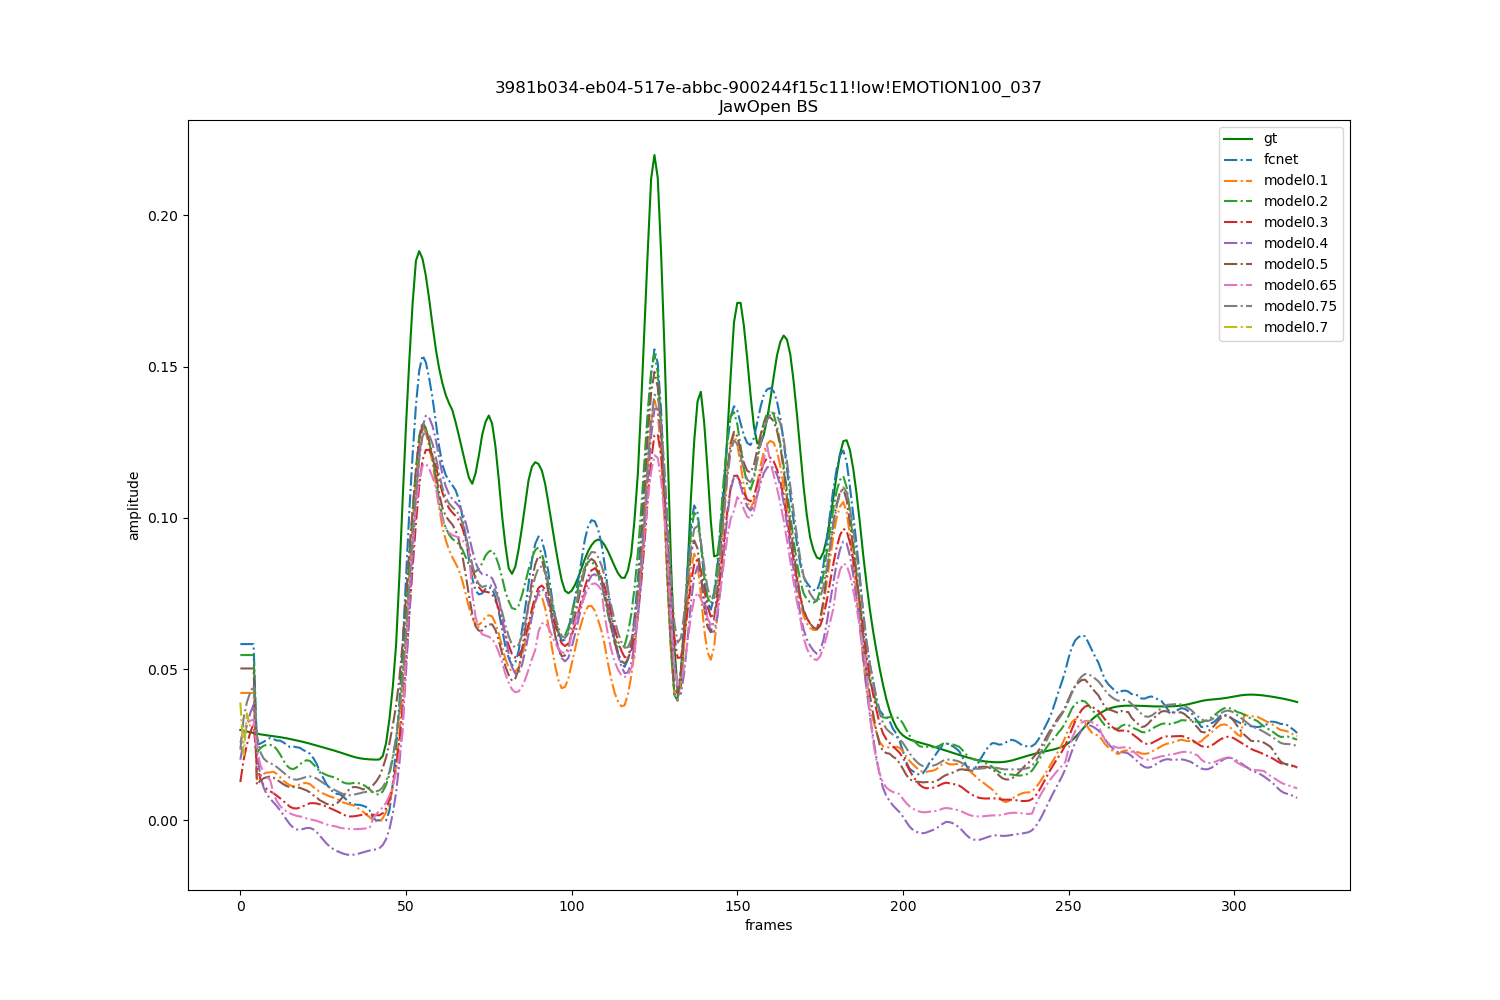 3981b034-eb04-517e-abbc-900244f15c11!low!EMOTION100_037
JawOpen BS
gt
fcnet
model0.1
model0.2
model0.3
model0.4
model0.5
model0.65
model0.75
model0.7
0.20
0.15
0.10
0.05
0.00
amplitude
0 50 100 150 200 250 300
frames